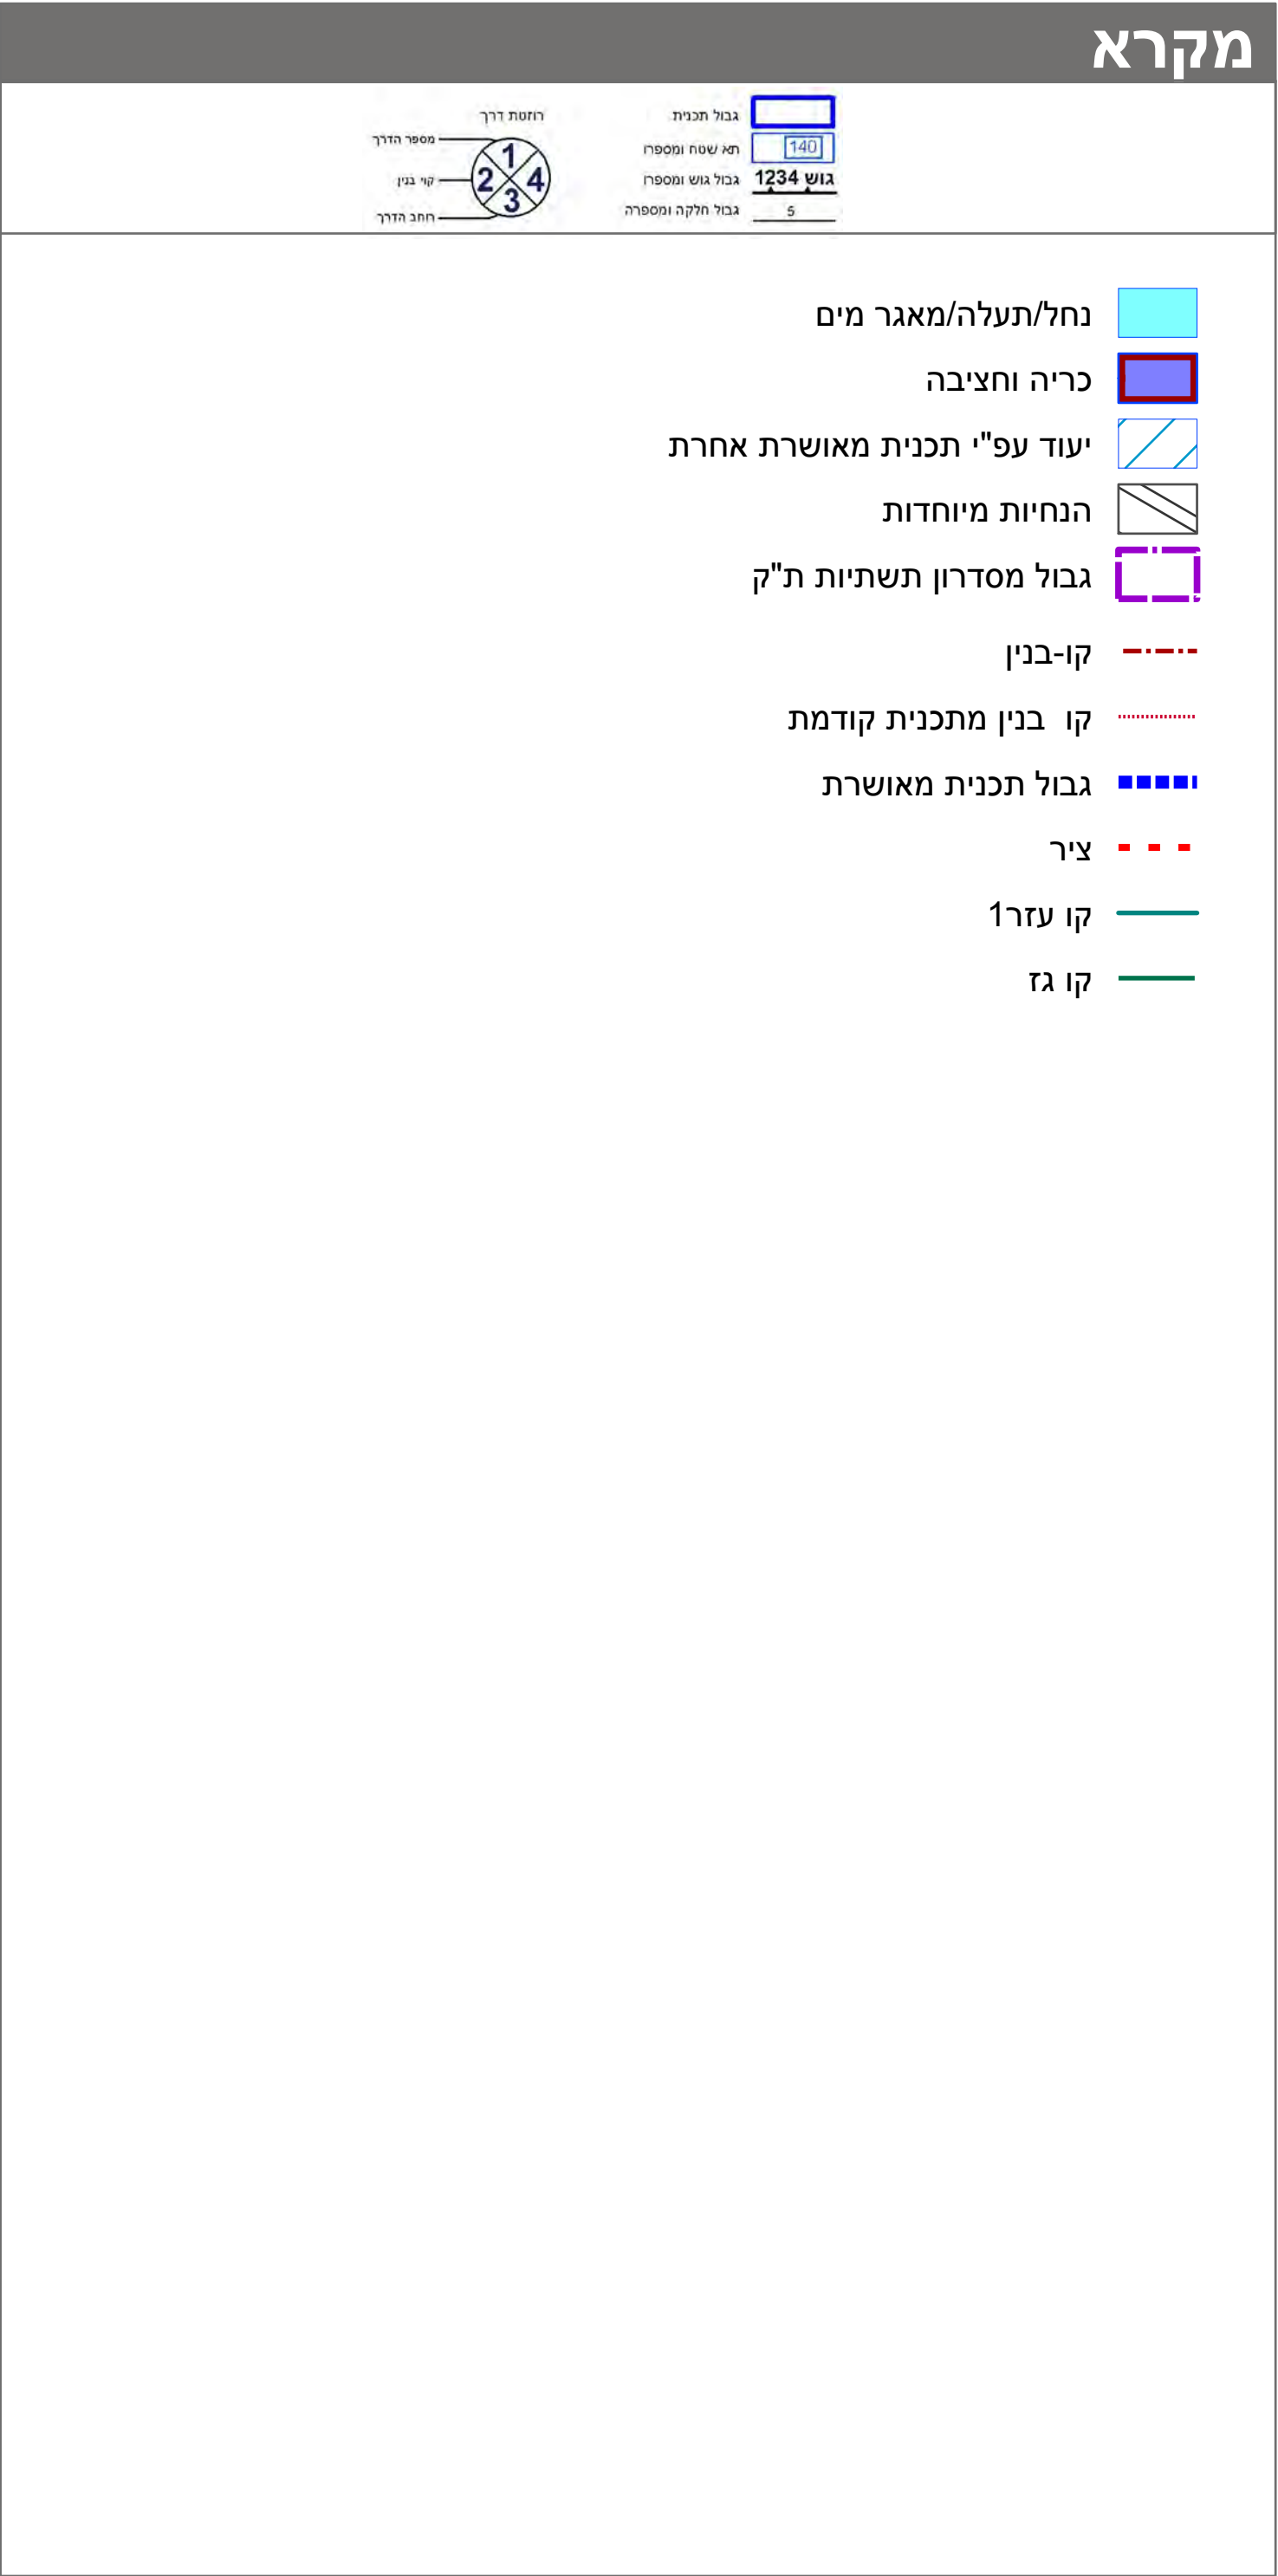 מקרא
גבול תכנית
תא שטח ומספרו 140
גבול גוש ומספרו גוש 1234
גבול חלקה ומספרה 5
רוזטת דרך
מספר הדרך
קוי בנין
רוחב הדרך
1
2 4
3
נחל/תעלה/מאגר מים
כריה וחציבה
יעוד עפ"י תכנית מאושרת אחרת
הנחיות מיוחדות
גבול מסדרון תשתיות ת"ק
קו-בנין
קו בנין מתכנית קודמת
גבול תכנית מאושרת
ציר
קו עזר1
קו גז